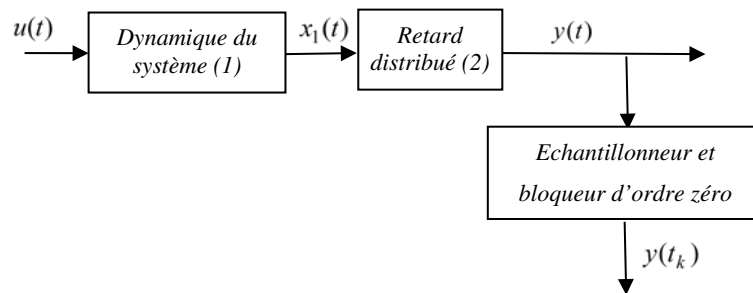 u(t)
Dynamique du
système (1)
x₁(t)
Retard
distribué (2)
y(t)
Echantillonneur et
bloqueur d'ordre zéro
y(tₖ)